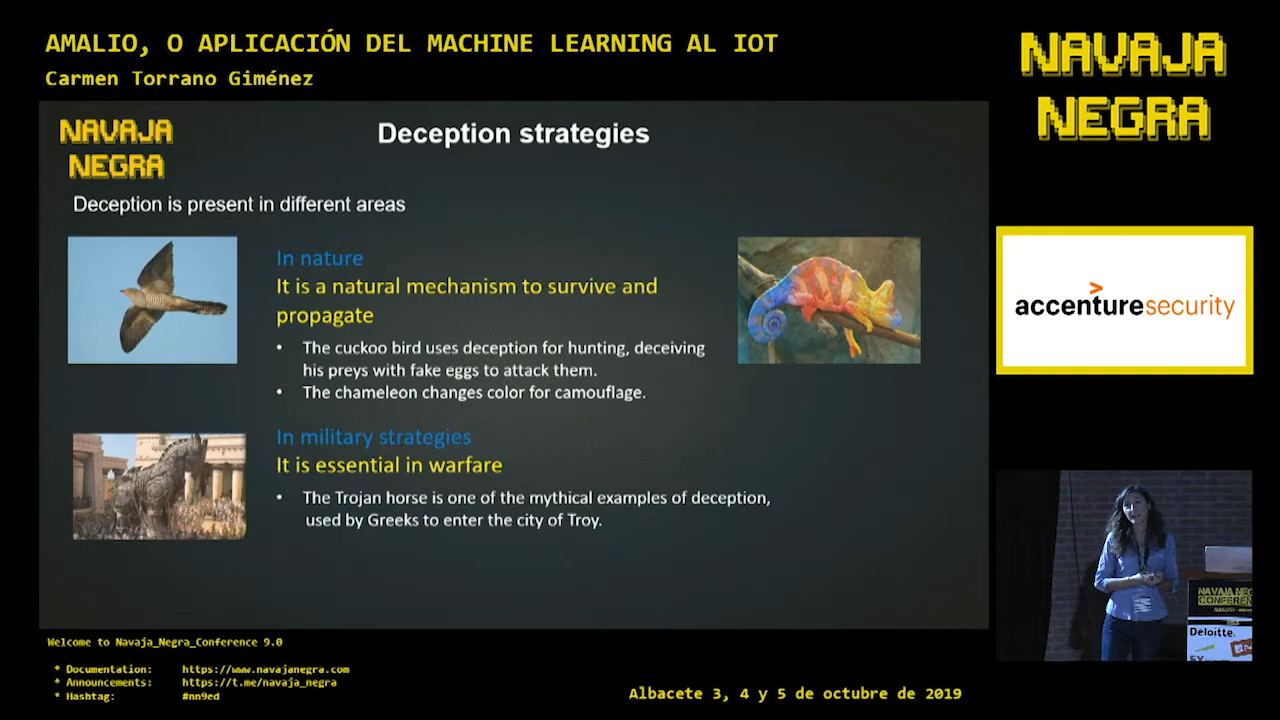 AMALIO, O APLICACIÓN DEL MACHINE LEARNING AL IOT
Carmen Torrano Giménez
NAVAJA
NEGRA
NAVAJA
NEGRA
Deception strategies
Deception is present in different areas
In nature
It is a natural mechanism to survive and
propagate
• The cuckoo bird uses deception for hunting, deceiving
his preys with fake eggs to attack them.
• The chameleon changes color for camouflage.
In military strategies
It is essential in warfare
• The Trojan horse is one of the mythical examples of deception,
used by Greeks to enter the city of Troy.
accenturesecurity
Deloitte.
EY
Welcome to Navaja_Negra_Conference 9.0
* Documentation: https://www.navajanegra.com
* Announcements: https://t.me/navaja_negra
* Hashtag: #nn9ed
Albacete 3, 4 y 5 de octubre de 2019